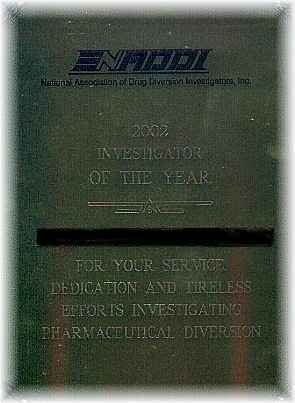 NADDI
National Association of Drug Diversion Investigators, Inc.
2002
INVESTIGATOR
OF THE YEAR
FOR YOUR SERVICE,
DEDICATION AND TIRELESS
EFFORTS INVESTIGATING
PHARMACEUTICAL DIVERSION